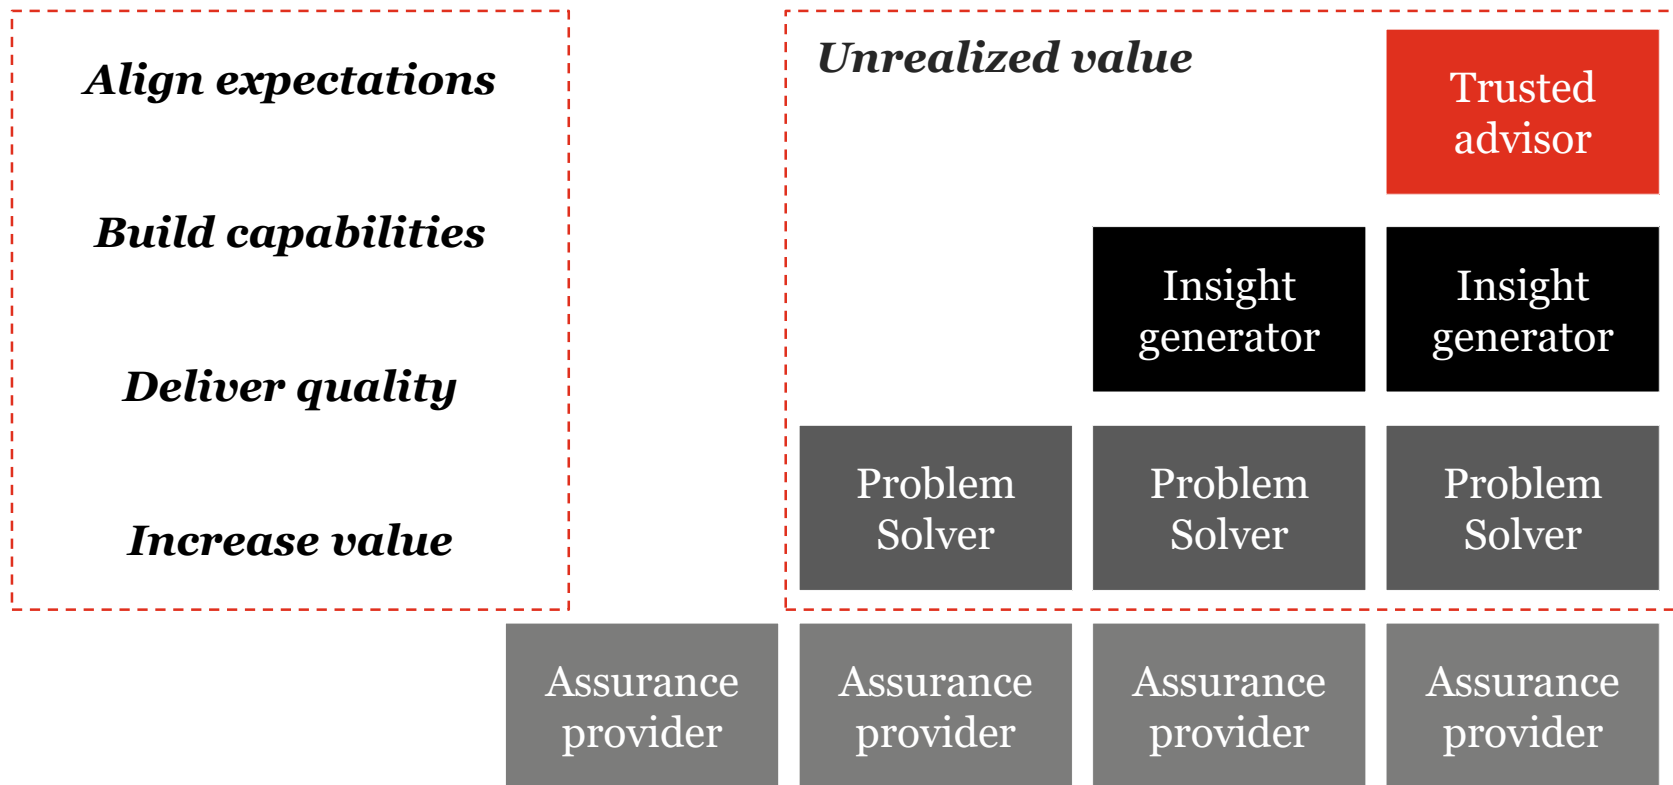 Align expectations
Build capabilities
Deliver quality
Increase value
Unrealized value
Trusted
advisor
Insight
generator
Insight
generator
Problem
Solver
Problem
Solver
Problem
Solver
Assurance
provider
Assurance
provider
Assurance
provider
Assurance
provider